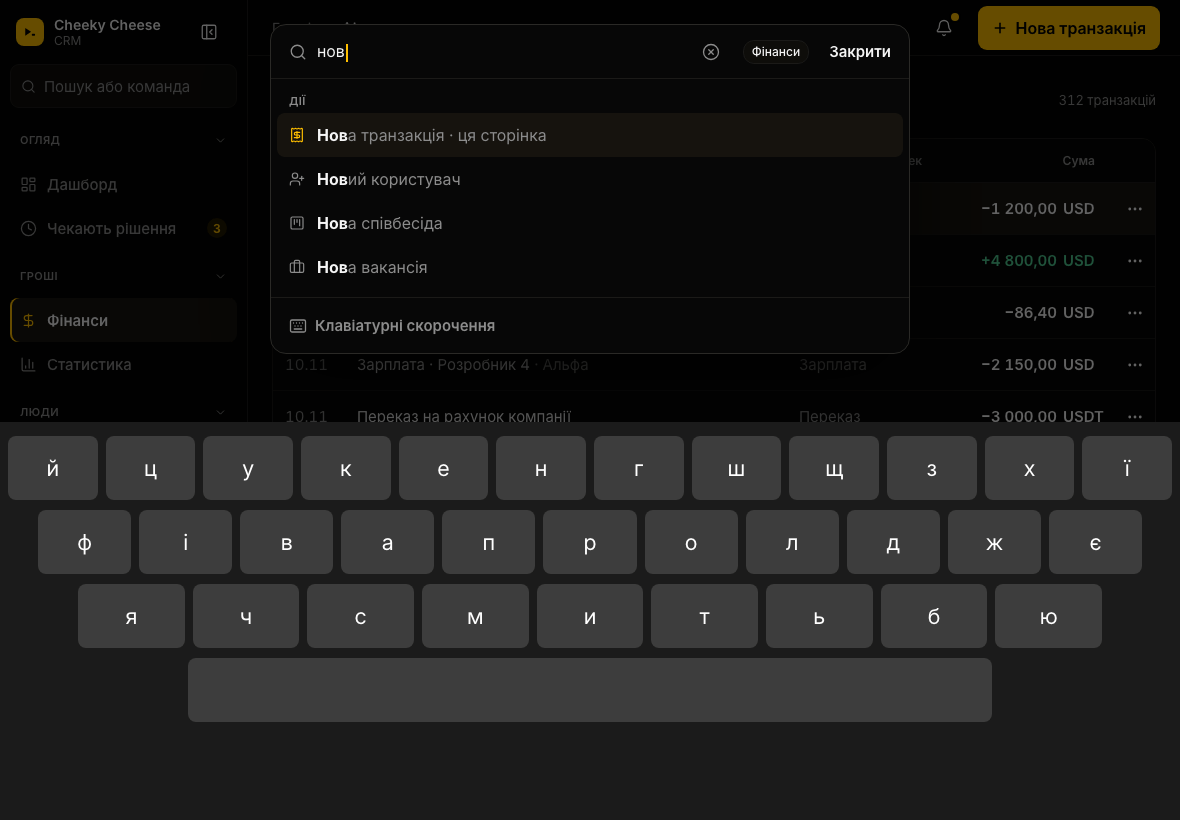 Cheeky Cheese
CRM
Пошук або команда
ОГЛЯД
Дашборд
Чекають рішення 3
ГРОШІ
Фінанси
Статистика
ЛЮДИ
Нова транзакція
312 транзакцій
Сума
нов
Фінанси
Закрити
ДІЇ
Нова транзакція · ця сторінка
Новий користувач
Нова співбесіда
Нова вакансія
Клавіатурні скорочення
−1 200,00 USD
+4 800,00 USD
−86,40 USD
10.11 Зарплата · Розробник 4 · Альфа Зарплата −2 150,00 USD
10.11 Переказ на рахунок компанії Переказ −3 000,00 USDT
й ц у к е н г ш щ з х ї
ф і в а п р о л д ж є
я ч с м и т ь б ю